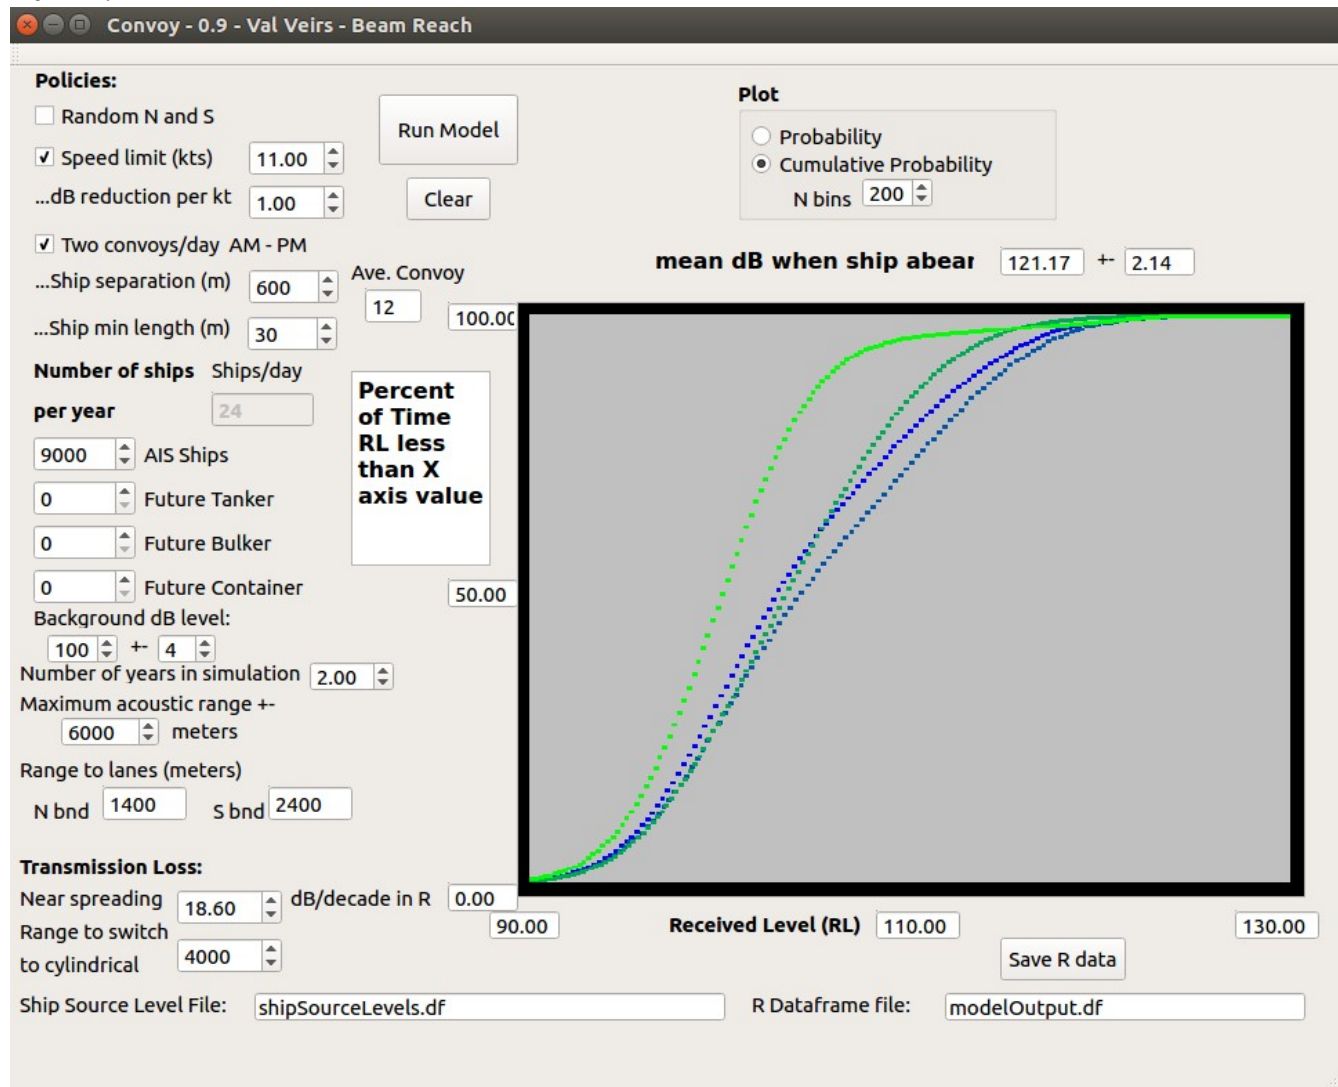 Convoy - 0.9 - Val Veirs - Beam Reach
Policies:
Random N and S
Speed limit (kts) 11.00
...dB reduction per kt 1.00
Run Model
Clear
Two convoys/day AM - PM
...Ship separation (m) 600
...Ship min length (m) 30
Ave. Convoy
12
Number of ships Ships/day
per year 24
9000 AIS Ships
0 Future Tanker
0 Future Bulker
0 Future Container
Background dB level:
100 +- 4
Number of years in simulation 2.00
Maximum acoustic range +-
6000 meters
Range to lanes (meters)
N bnd 1400 S bnd 2400
Transmission Loss:
Near spreading 18.60 dB/decade in R
Range to switch
to cylindrical 4000
Plot
Probability
Cumulative Probability
N bins 200
mean dB when ship abear 121.17 +- 2.14
100.00
Percent
of Time
RL less
than X
axis value
50.00
0.00
90.00 Received Level (RL) 110.00 130.00
Save R data
Ship Source Level File: shipSourceLevels.df R Dataframe file: modelOutput.df